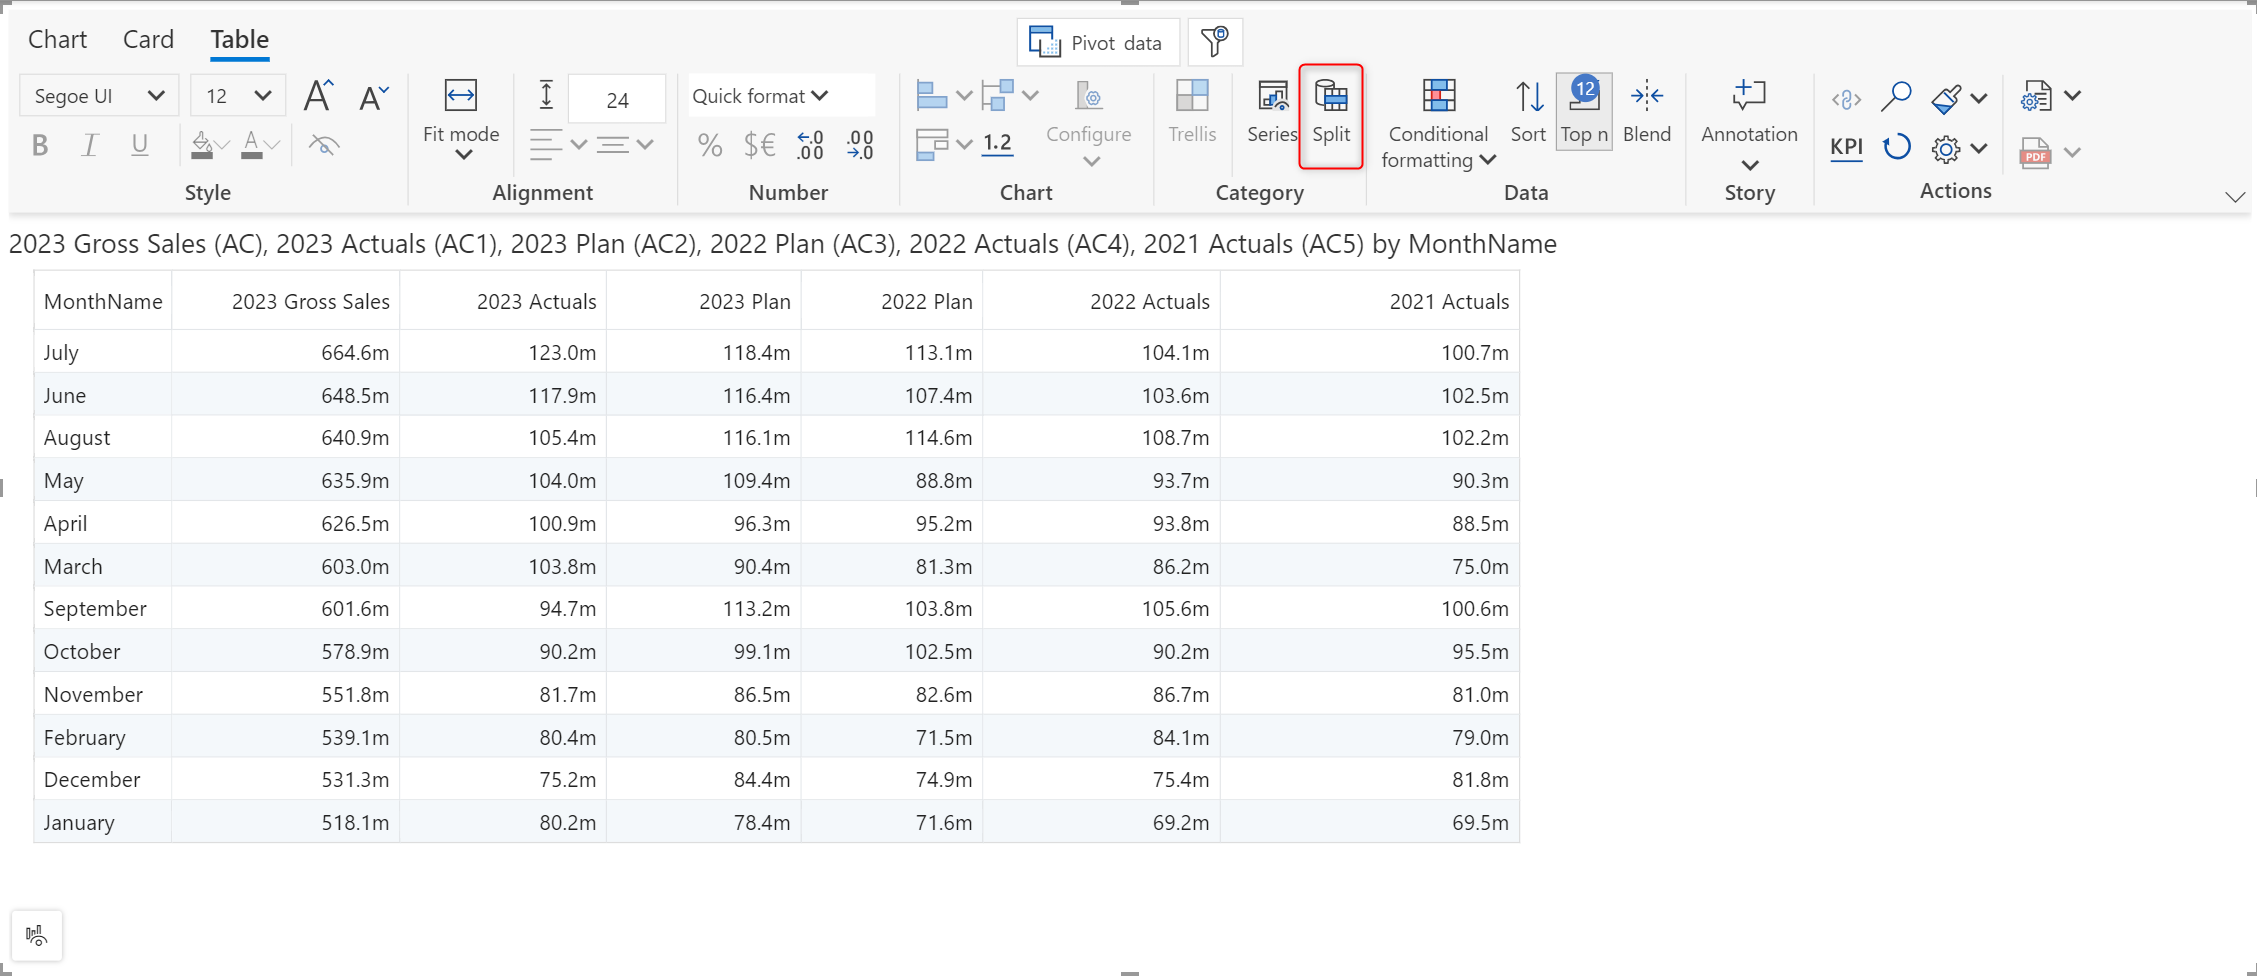 Chart Card Table
Pivot data
Segoe UI 12
24
Quick format
Fit mode
Configure
Trellis
Series
Split
Conditional
formatting
Sort
12
Top n
Blend
Annotation
B I U A
% $€ .0 .00 .00 .0
1.2
KPI
PDF
Style Alignment Number Chart Category Data Story Actions
2023 Gross Sales (AC), 2023 Actuals (AC1), 2023 Plan (AC2), 2022 Plan (AC3), 2022 Actuals (AC4), 2021 Actuals (AC5) by MonthName
MonthName 2023 Gross Sales 2023 Actuals 2023 Plan 2022 Plan 2022 Actuals 2021 Actuals
July 664.6m 123.0m 118.4m 113.1m 104.1m 100.7m
June 648.5m 117.9m 116.4m 107.4m 103.6m 102.5m
August 640.9m 105.4m 116.1m 114.6m 108.7m 102.2m
May 635.9m 104.0m 109.4m 88.8m 93.7m 90.3m
April 626.5m 100.9m 96.3m 95.2m 93.8m 88.5m
March 603.0m 103.8m 90.4m 81.3m 86.2m 75.0m
September 601.6m 94.7m 113.2m 103.8m 105.6m 100.6m
October 578.9m 90.2m 99.1m 102.5m 90.2m 95.5m
November 551.8m 81.7m 86.5m 82.6m 86.7m 81.0m
February 539.1m 80.4m 80.5m 71.5m 84.1m 79.0m
December 531.3m 75.2m 84.4m 74.9m 75.4m 81.8m
January 518.1m 80.2m 78.4m 71.6m 69.2m 69.5m